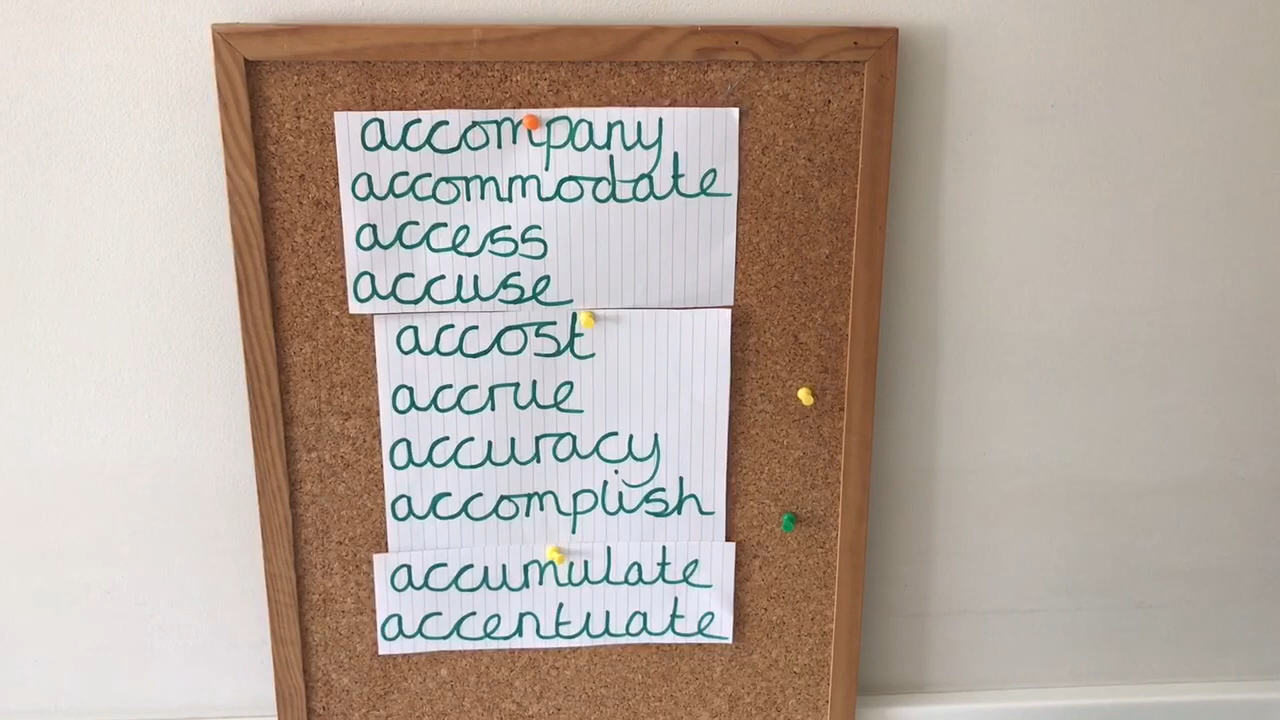 accompany
accommodate
access
accuse
accost
accrue
accuracy
accomplish
accumulate
accentuate